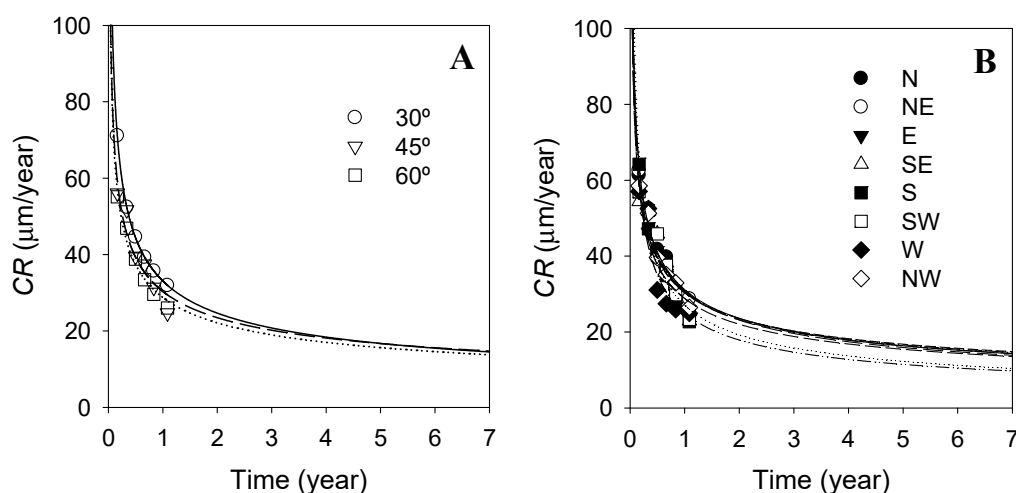 A
CR (µm/year)
100
80
60
40
20
0
30º
45º
60º
0 1 2 3 4 5 6 7
Time (year)
B
CR (µm/year)
100
80
60
40
20
0
N
NE
E
SE
S
SW
W
NW
0 1 2 3 4 5 6 7
Time (year)